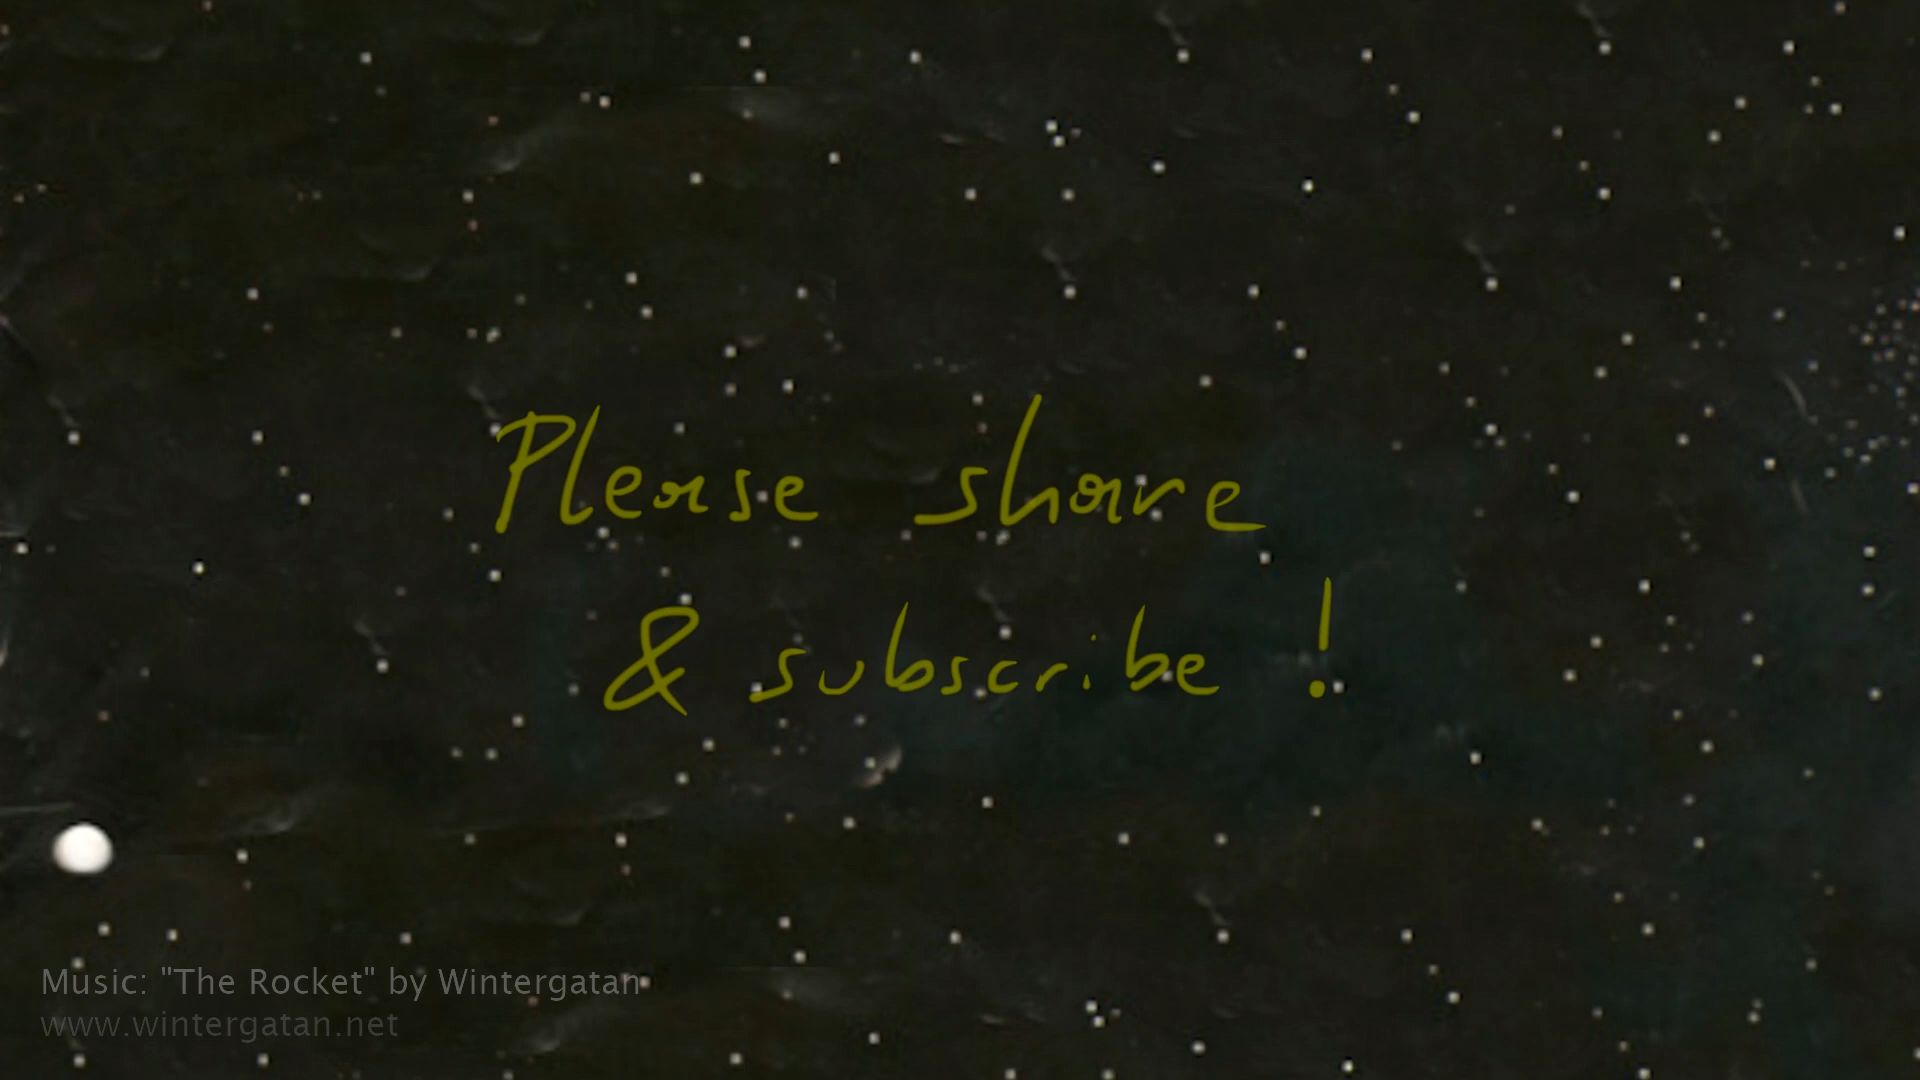 Please share
& subscribe !
Music: "The Rocket" by Wintergatan
www.wintergatan.net